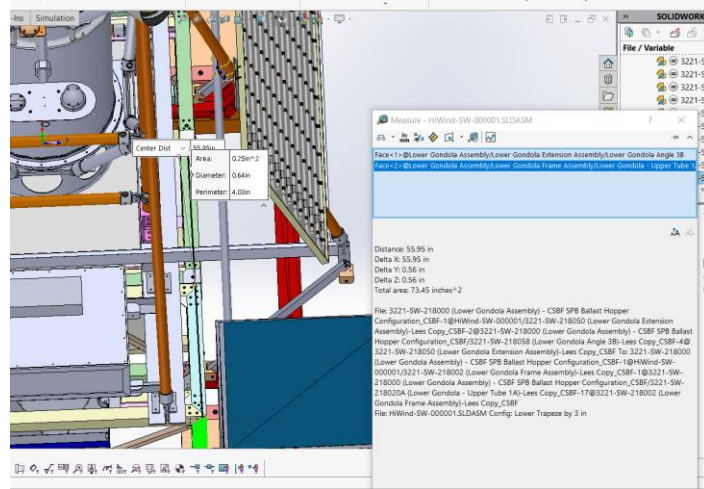 -Ins
Simulation
SOLIDWORK
File / Variable
3221-S
3221-S
3221-S
3221-S
Measure - HiWind-SW-000001.SLDASM
Center Dist
55.95in
Area: 0.25in^2
Diameter: 0.64in
Perimeter: 4.03in
Face<1>@Lower Gondola Assembly/Lower Gondola Extension Assembly/Lower Gondola Angle 3B
Face<2>@Lower Gondola Assembly/Lower Gondola Frame Assembly/Lower Gondola - Upper Tube 1A
Distance: 55.95 in
Delta X: 55.95 in
Delta Y: 0.56 in
Delta Z: 0.56 in
Total area: 73.45 inches^2
File: 3221-SW-218000 (Lower Gondola Assembly) - CSBF SPB Ballast Hopper
Configuration_CSBF-1@HiWind-SW-000001/3221-SW-218050 (Lower Gondola Extension
Assembly)-Lees Copy_CSBF-2@3221-SW-218000 (Lower Gondola Assembly) - CSBF SPB Ballast
Hopper Configuration_CSBF/3221-SW-218058 (Lower Gondola Angle 3B)-Lees Copy_CSBF-4@
3221-SW-218050 (Lower Gondola Extension Assembly)-Lees Copy_CSBF To: 3221-SW-218000
(Lower Gondola Assembly) - CSBF SPB Ballast Hopper Configuration_CSBF-1@HiWind-SW-
000001/3221-SW-218002 (Lower Gondola Frame Assembly)-Lees Copy_CSBF-1@3221-SW-
218000 (Lower Gondola Assembly) - CSBF SPB Ballast Hopper Configuration_CSBF/3221-SW-
218020A (Lower Gondola - Upper Tube 1A)-Lees Copy_CSBF-17@3221-SW-218002 (Lower
Gondola Frame Assembly)-Lees Copy_CSBF
File: HiWind-SW-000001.SLDASM Config: Lower Trapeze by 3 in